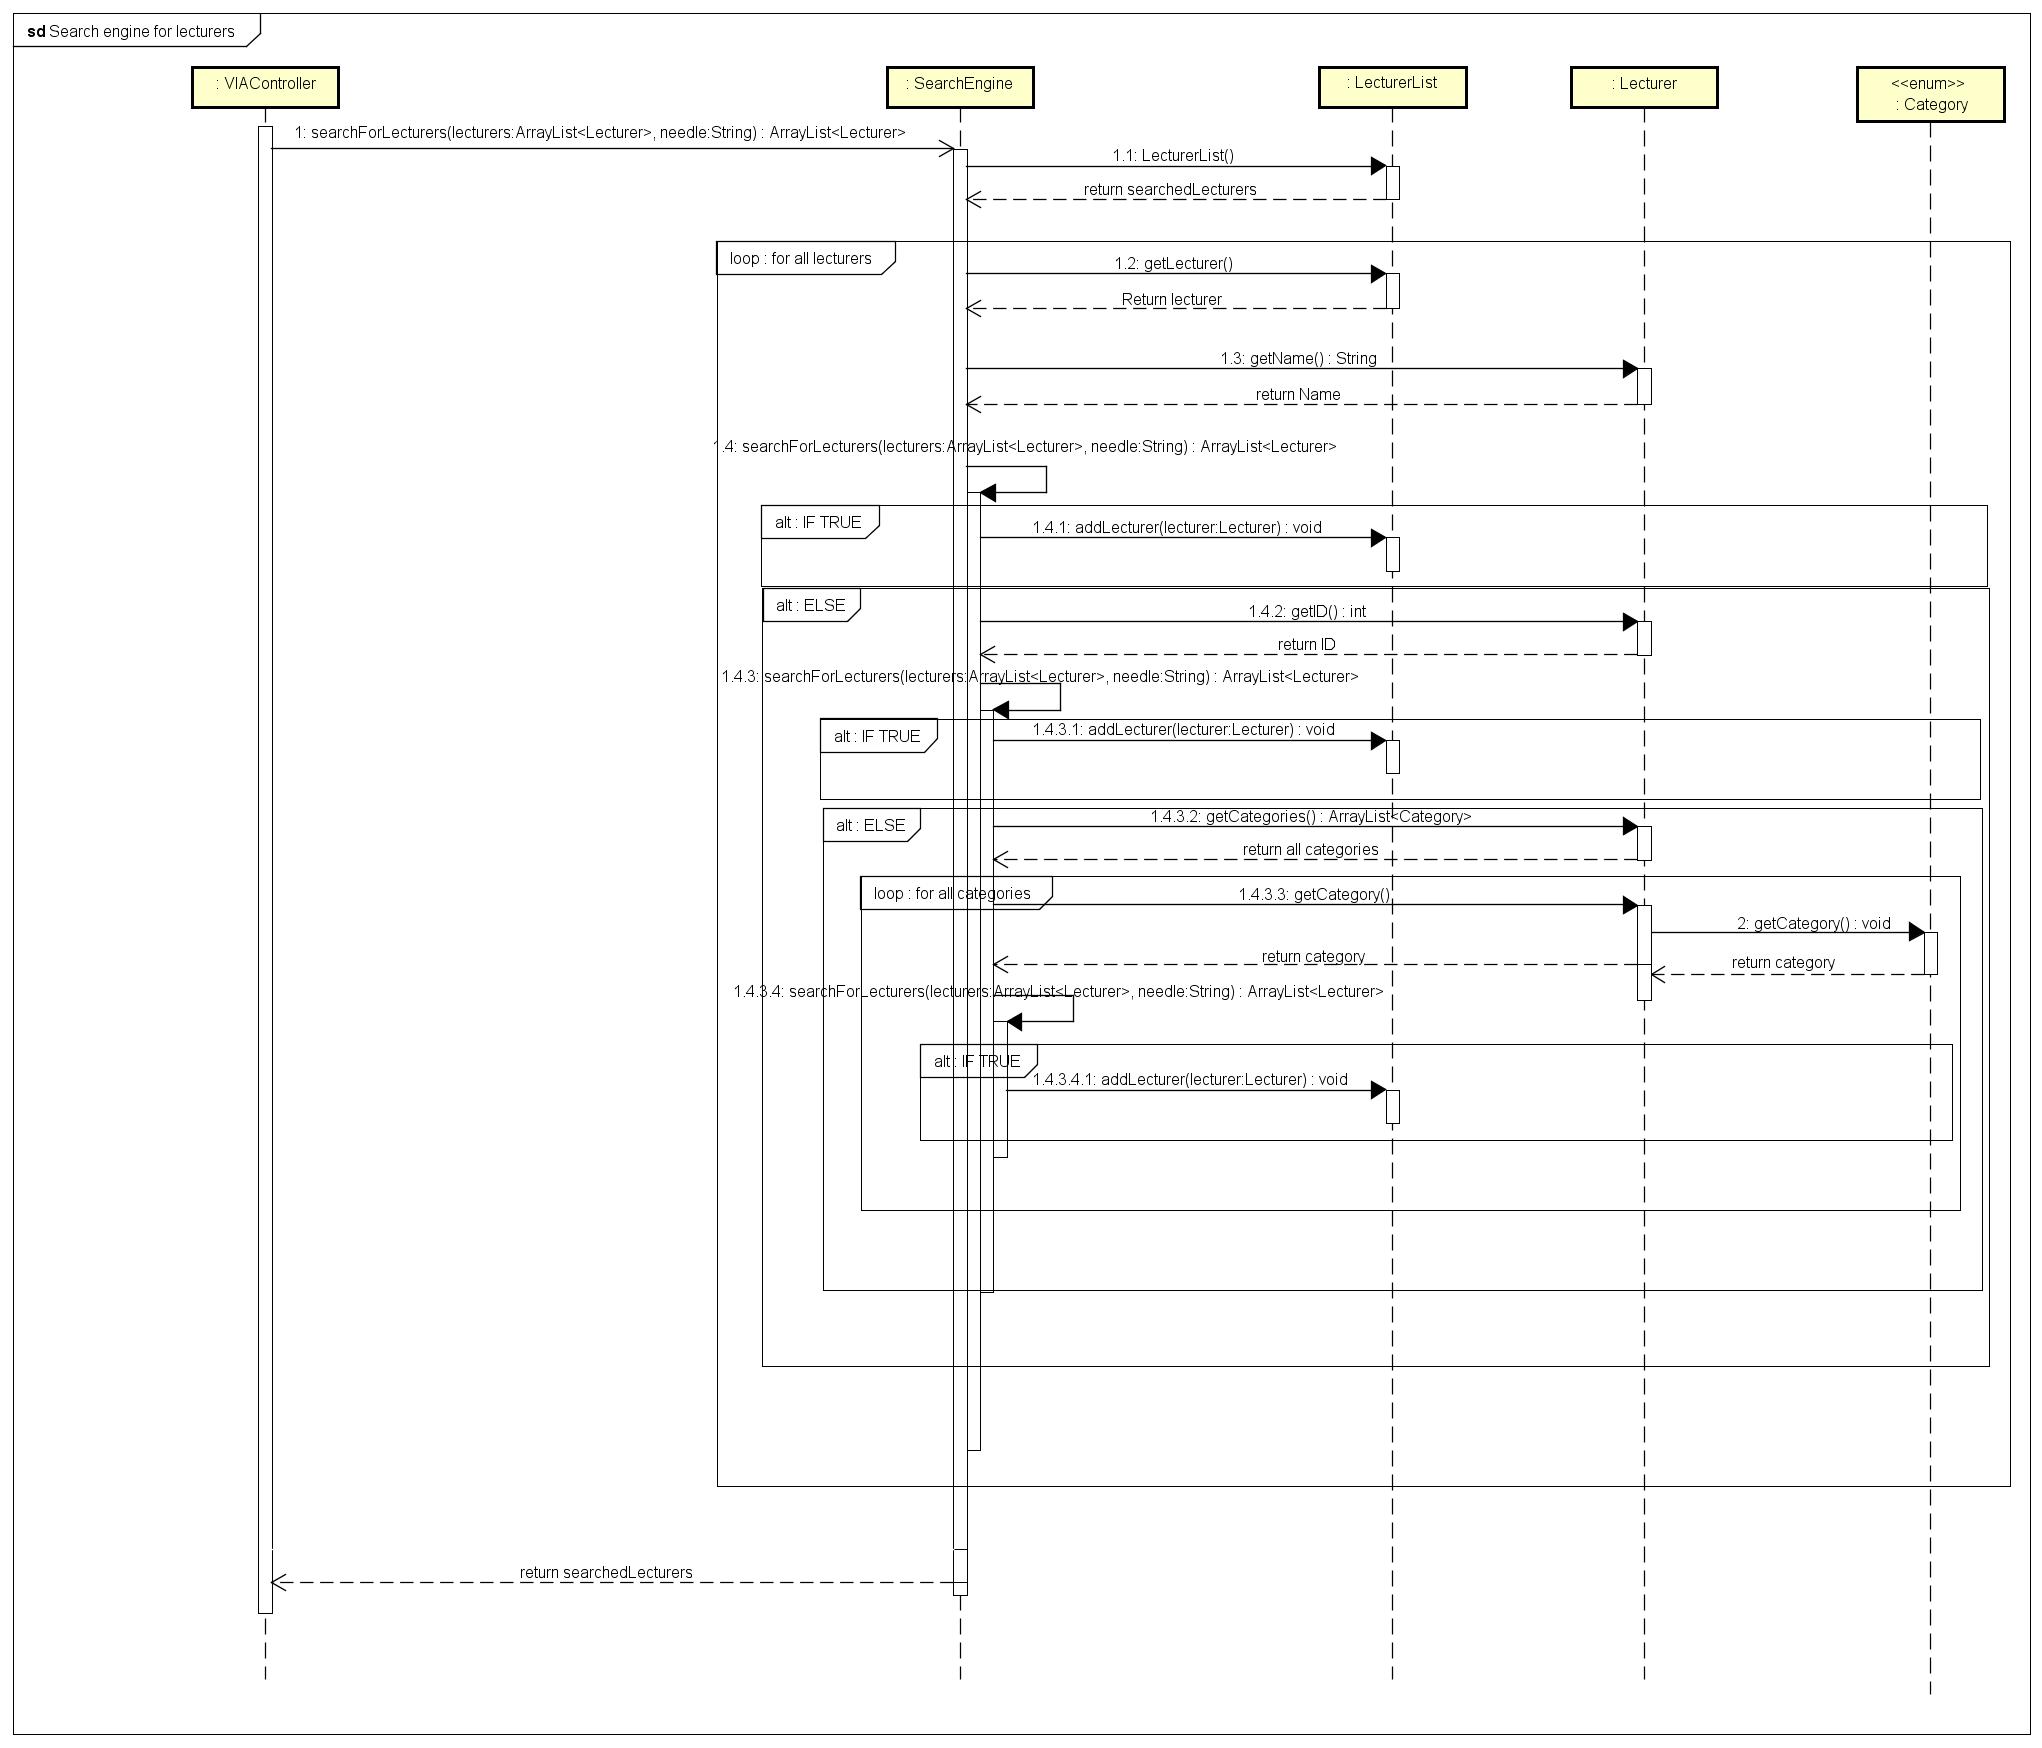 sd Search engine for lecturers
: VIAController
: SearchEngine
: LecturerList
: Lecturer
<<enum>>
: Category
1: searchForLecturers(lecturers:ArrayList<Lecturer>, needle:String) : ArrayList<Lecturer>
1.1: LecturerList()
return searchedLecturers
loop : for all lecturers
1.2: getLecturer()
Return lecturer
1.3: getName() : String
return Name
1.4: searchForLecturers(lecturers:ArrayList<Lecturer>, needle:String) : ArrayList<Lecturer>
alt : IF TRUE
1.4.1: addLecturer(lecturer:Lecturer) : void
alt : ELSE
1.4.2: getID() : int
return ID
1.4.3: searchForLecturers(lecturers:ArrayList<Lecturer>, needle:String) : ArrayList<Lecturer>
alt : IF TRUE
1.4.3.1: addLecturer(lecturer:Lecturer) : void
alt : ELSE
1.4.3.2: getCategories() : ArrayList<Category>
return all categories
loop : for all categories
1.4.3.3: getCategory()
2: getCategory() : void
return category
return category
1.4.3.4: searchForLecturers(lecturers:ArrayList<Lecturer>, needle:String) : ArrayList<Lecturer>
alt : IF TRUE
1.4.3.4.1: addLecturer(lecturer:Lecturer) : void
return searchedLecturers